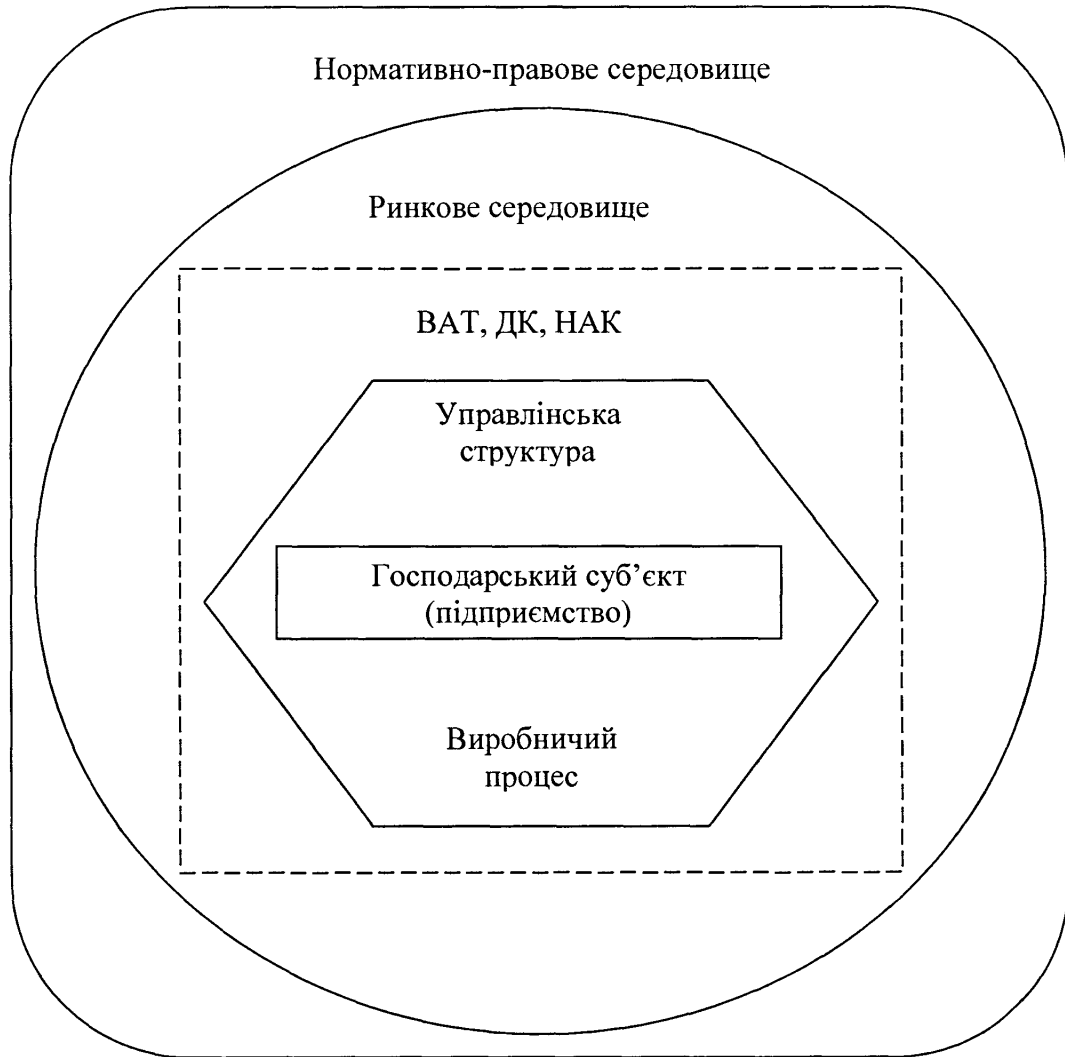 Нормативно-правове середовище
Ринкове середовище
ВАТ, ДК, НАК
Управлінська
структура
Господарський суб’єкт
(підприємство)
Виробничий
процес